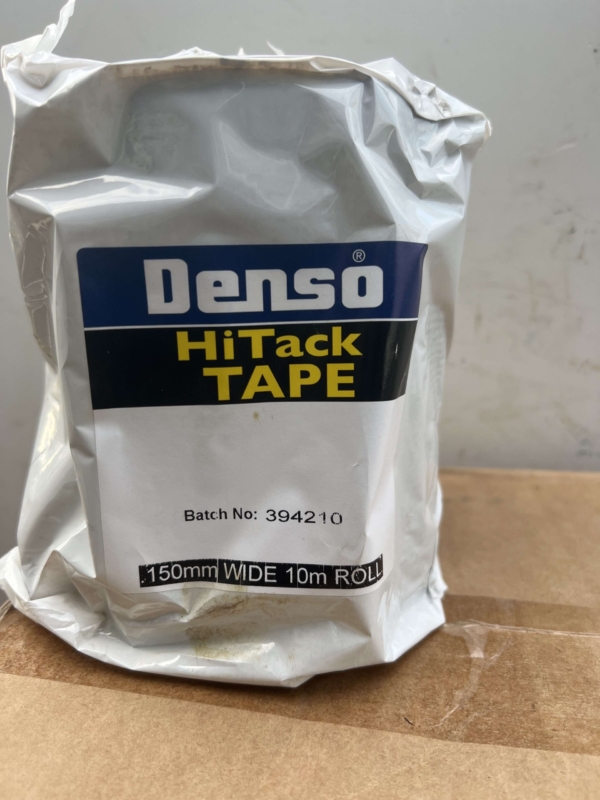 Denso®
HiTack
TAPE
Batch No: 394210
150mm WIDE 10m ROLL